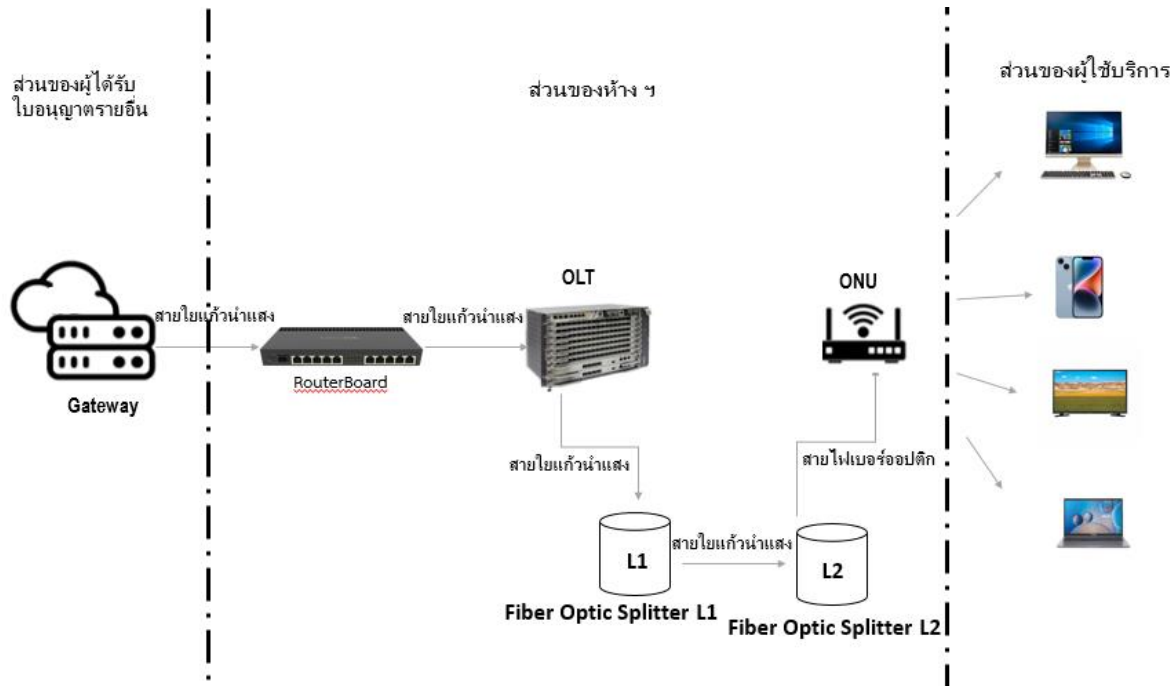 ส่วนของผู้ได้รับ
ใบอนุญาตรายอื่น
ส่วนของห้าง ฯ
ส่วนของผู้ใช้บริการ
OLT
ONU
สายใยแก้วนำแสง
สายใยแก้วนำแสง
RouterBoard
Gateway
สายใยแก้วนำแสง
สายไฟเบอร์ออปติก
สายใยแก้วนำแสง
L1
L2
Fiber Optic Splitter L1
Fiber Optic Splitter L2